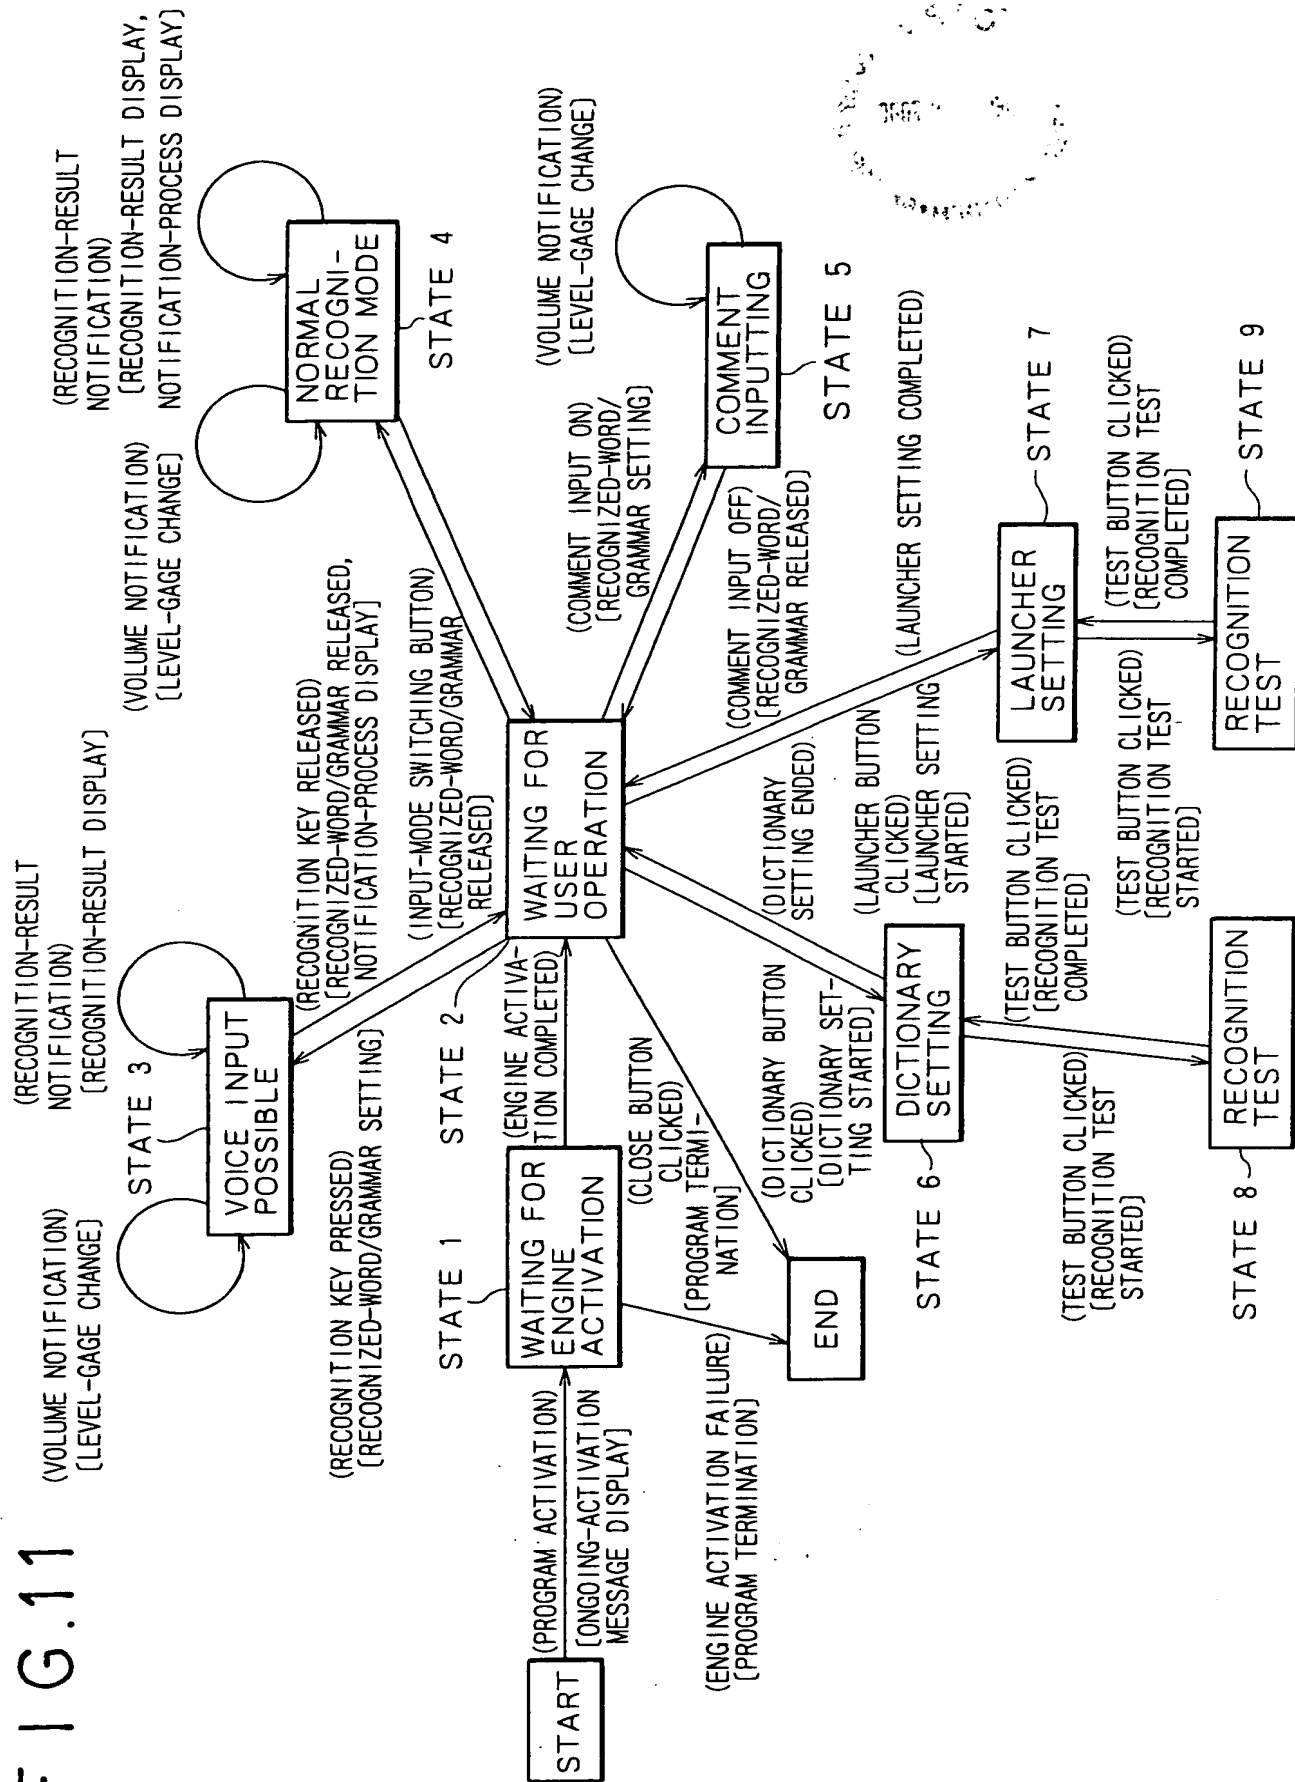 FIG.11
(VOLUME NOTIFICATION)
[LEVEL-GAGE CHANGE]
(RECOGNITION-RESULT
NOTIFICATION)
[RECOGNITION-RESULT DISPLAY]
STATE 3
VOICE INPUT
POSSIBLE
(VOLUME NOTIFICATION)
[LEVEL-GAGE CHANGE]
(RECOGNITION-RESULT
NOTIFICATION)
[RECOGNITION-RESULT DISPLAY,
NOTIFICATION-PROCESS DISPLAY]
NORMAL
RECOGNI-
TION MODE
STATE 4
(RECOGNITION KEY PRESSED)
[RECOGNIZED-WORD/GRAMMAR SETTING]
(RECOGNITION KEY RELEASED)
[RECOGNIZED-WORD/GRAMMAR RELEASED,
NOTIFICATION-PROCESS DISPLAY]
(INPUT-MODE SWITCHING BUTTON)
[RECOGNIZED-WORD/GRAMMAR
RELEASED]
STATE 1
STATE 2
START
(PROGRAM ACTIVATION)
[ONGOING-ACTIVATION
MESSAGE DISPLAY]
WAITING FOR
ENGINE
ACTIVATION
(ENGINE ACTIVA-
TION COMPLETED)
WAITING FOR
USER
OPERATION
(COMMENT INPUT ON)
[RECOGNIZED-WORD/
GRAMMAR SETTING]
(VOLUME NOTIFICATION)
[LEVEL-GAGE CHANGE]
COMMENT
INPUTTING
STATE 5
(COMMENT INPUT OFF)
[RECOGNIZED-WORD/
GRAMMAR RELEASED]
(ENGINE ACTIVATION FAILURE)
[PROGRAM TERMINATION]
(CLOSE BUTTON
CLICKED)
[PROGRAM TERMI-
NATION]
END
(DICTIONARY BUTTON
CLICKED)
[DICTIONARY SET-
TING STARTED]
(DICTIONARY
SETTING ENDED)
(LAUNCHER BUTTON
CLICKED)
[LAUNCHER SETTING
STARTED]
(LAUNCHER SETTING COMPLETED)
STATE 6
DICTIONARY
SETTING
LAUNCHER
SETTING
STATE 7
(TEST BUTTON CLICKED)
[RECOGNITION TEST
STARTED]
(TEST BUTTON CLICKED)
[RECOGNITION TEST
COMPLETED]
(TEST BUTTON CLICKED)
[RECOGNITION TEST
STARTED]
(TEST BUTTON CLICKED)
[RECOGNITION TEST
COMPLETED]
STATE 8
RECOGNITION
TEST
RECOGNITION
TEST
STATE 9